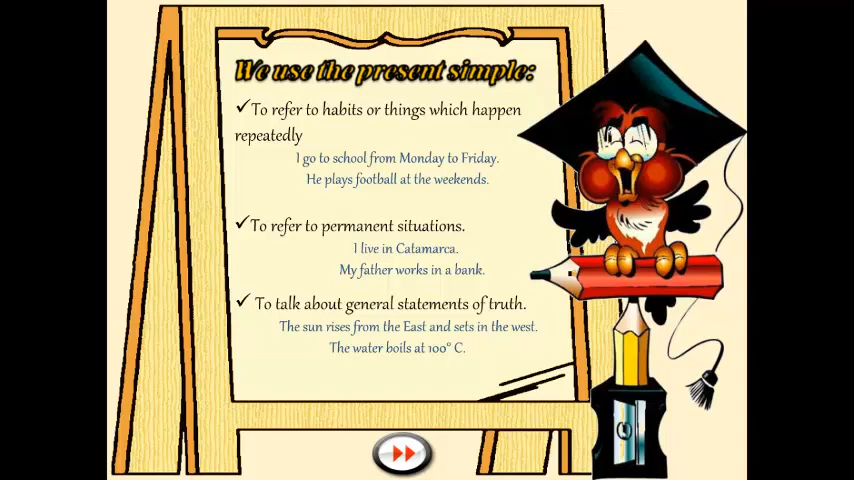 We use the present simple:
✓To refer to habits or things which happen
repeatedly
I go to school from Monday to Friday.
He plays football at the weekends.
✓To refer to permanent situations.
I live in Catamarca.
My father works in a bank.
✓ To talk about general statements of truth.
The sun rises from the East and sets in the west.
The water boils at 100° C.